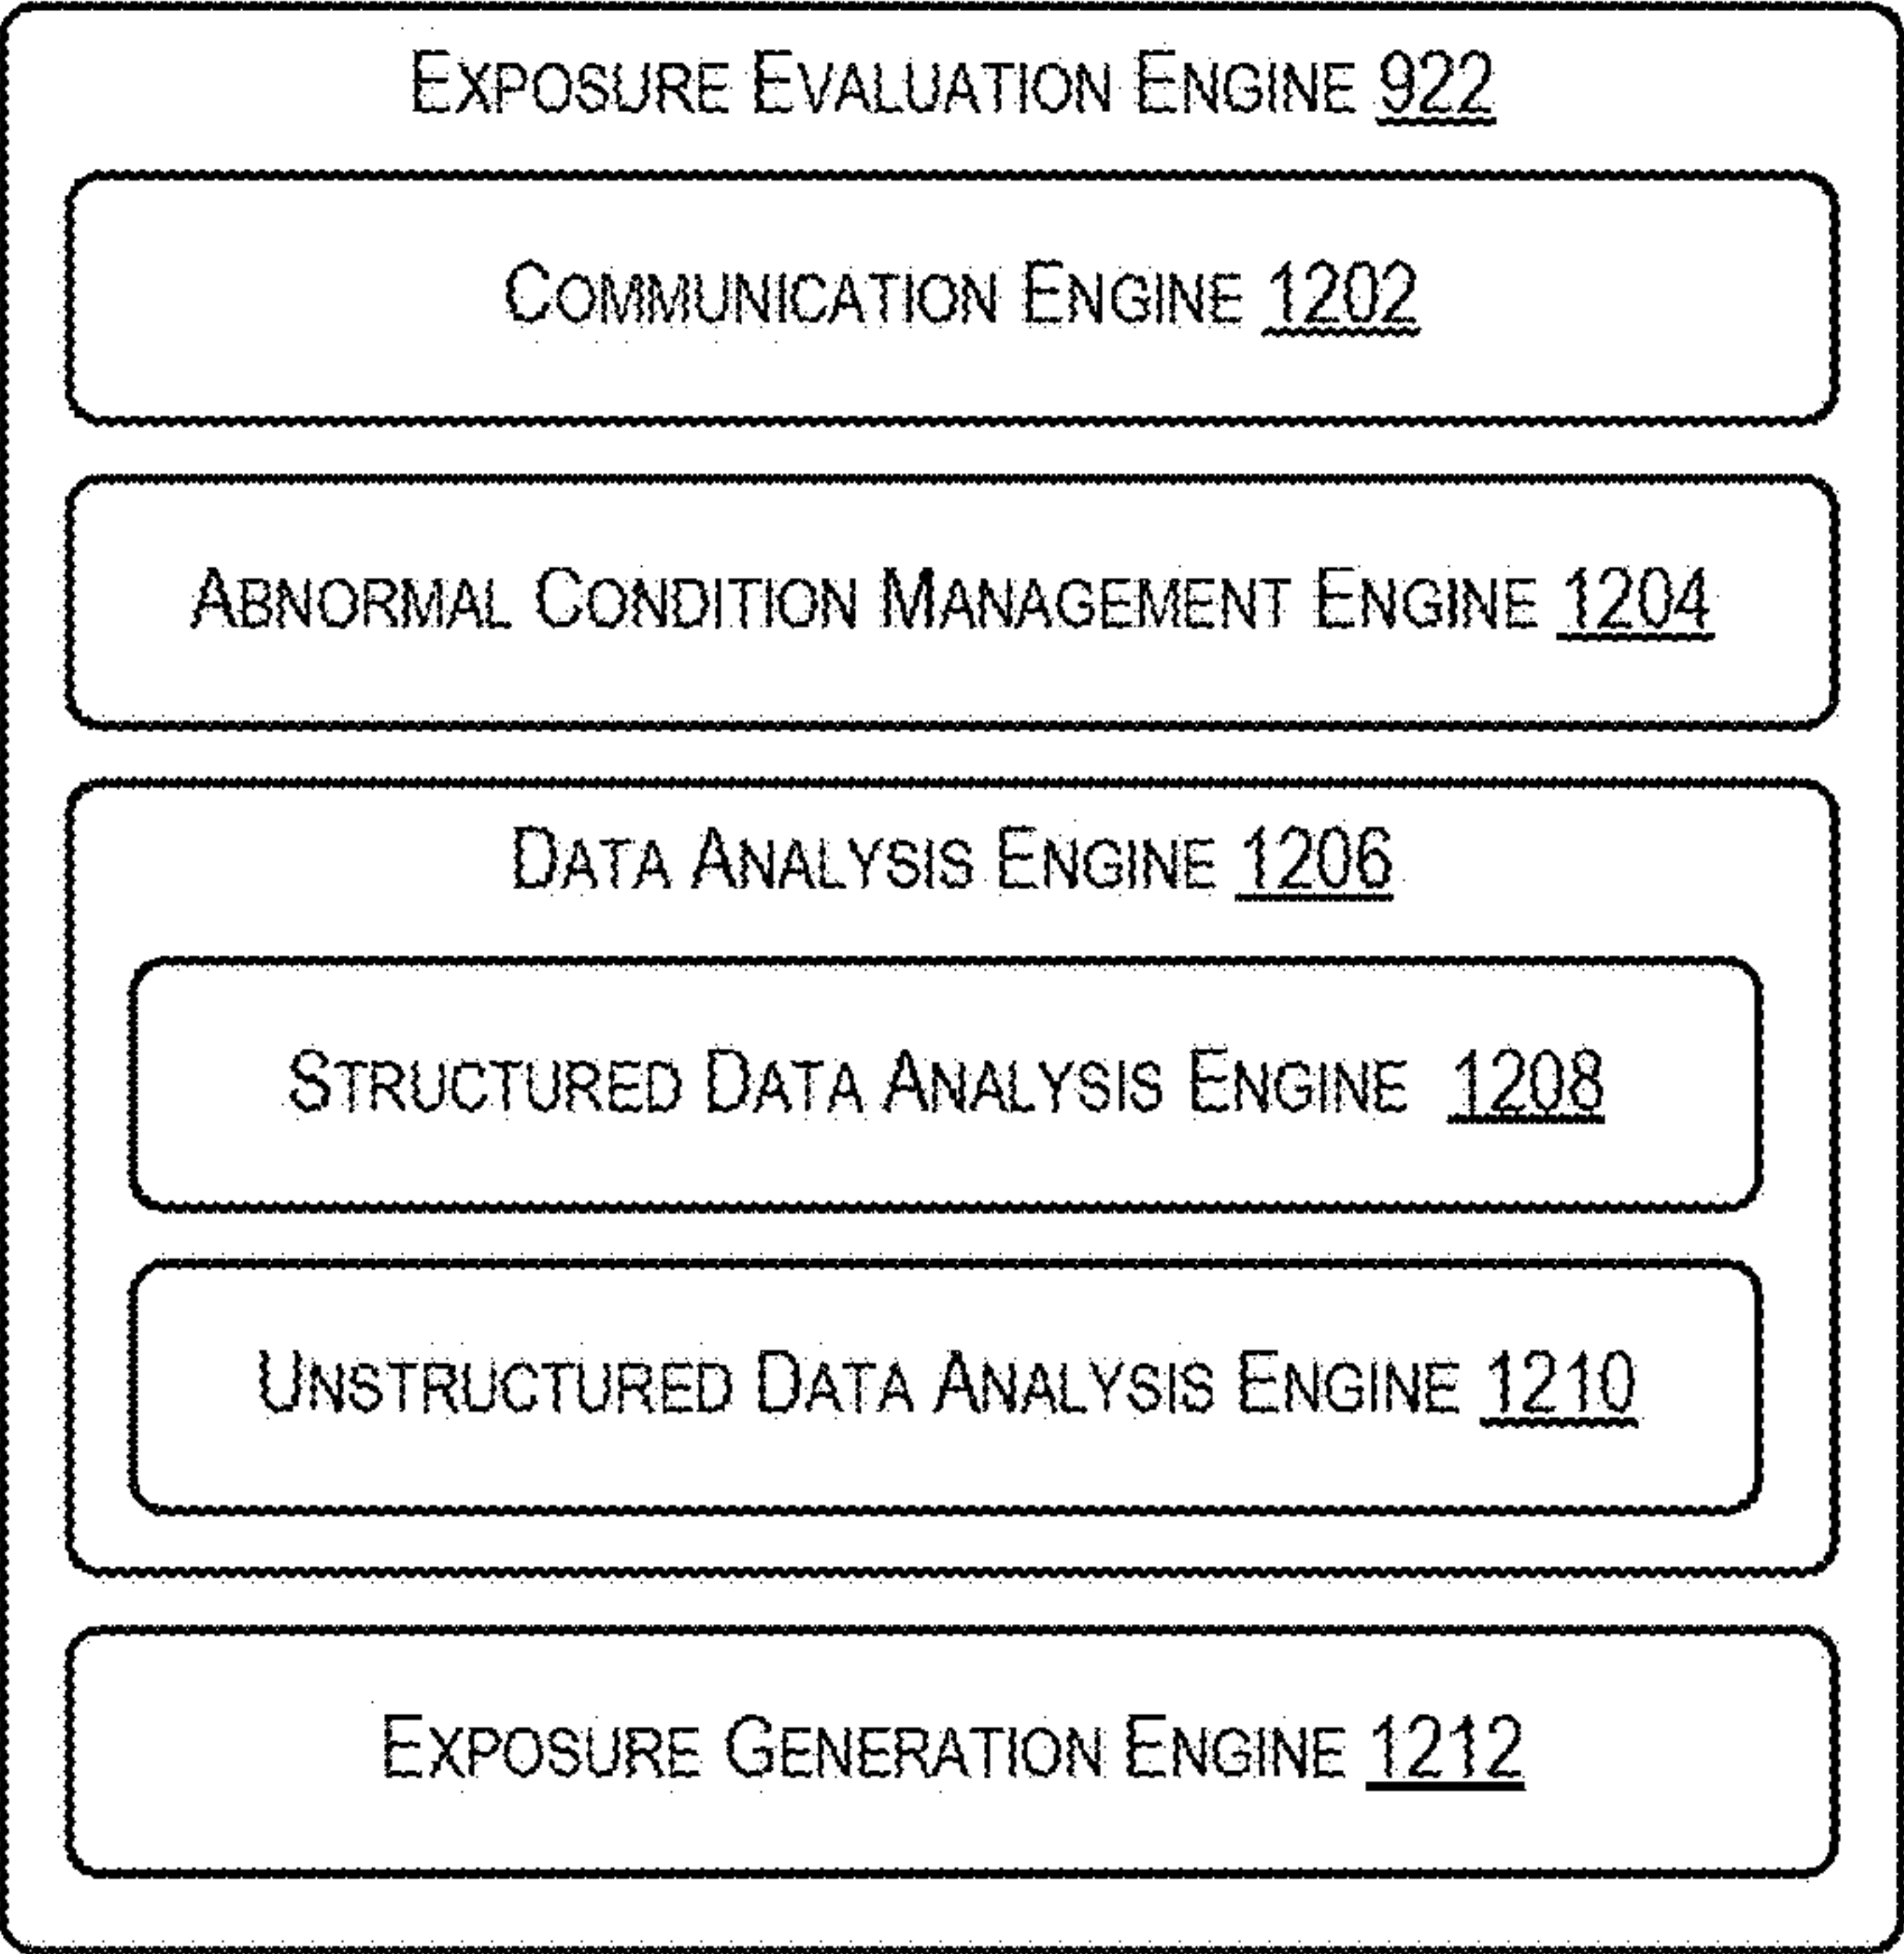 EXPOSURE EVALUATION ENGINE 922
COMMUNICATION ENGINE 1202
ABNORMAL CONDITION MANAGEMENT ENGINE 1204
DATA ANALYSIS ENGINE 1206
STRUCTURED DATA ANALYSIS ENGINE 1208
UNSTRUCTURED DATA ANALYSIS ENGINE 1210
EXPOSURE GENERATION ENGINE 1212